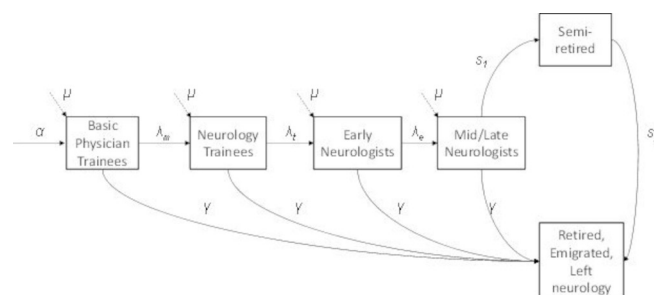 Semi-
retired
s₁
s
μ
μ
μ
μ
α
Basic
Physician
Trainees
λₘ
Neurology
Trainees
λₜ
Early
Neurologists
λₑ
Mid/Late
Neurologists
γ
γ
γ
γ
Retired,
Emigrated,
Left
neurology